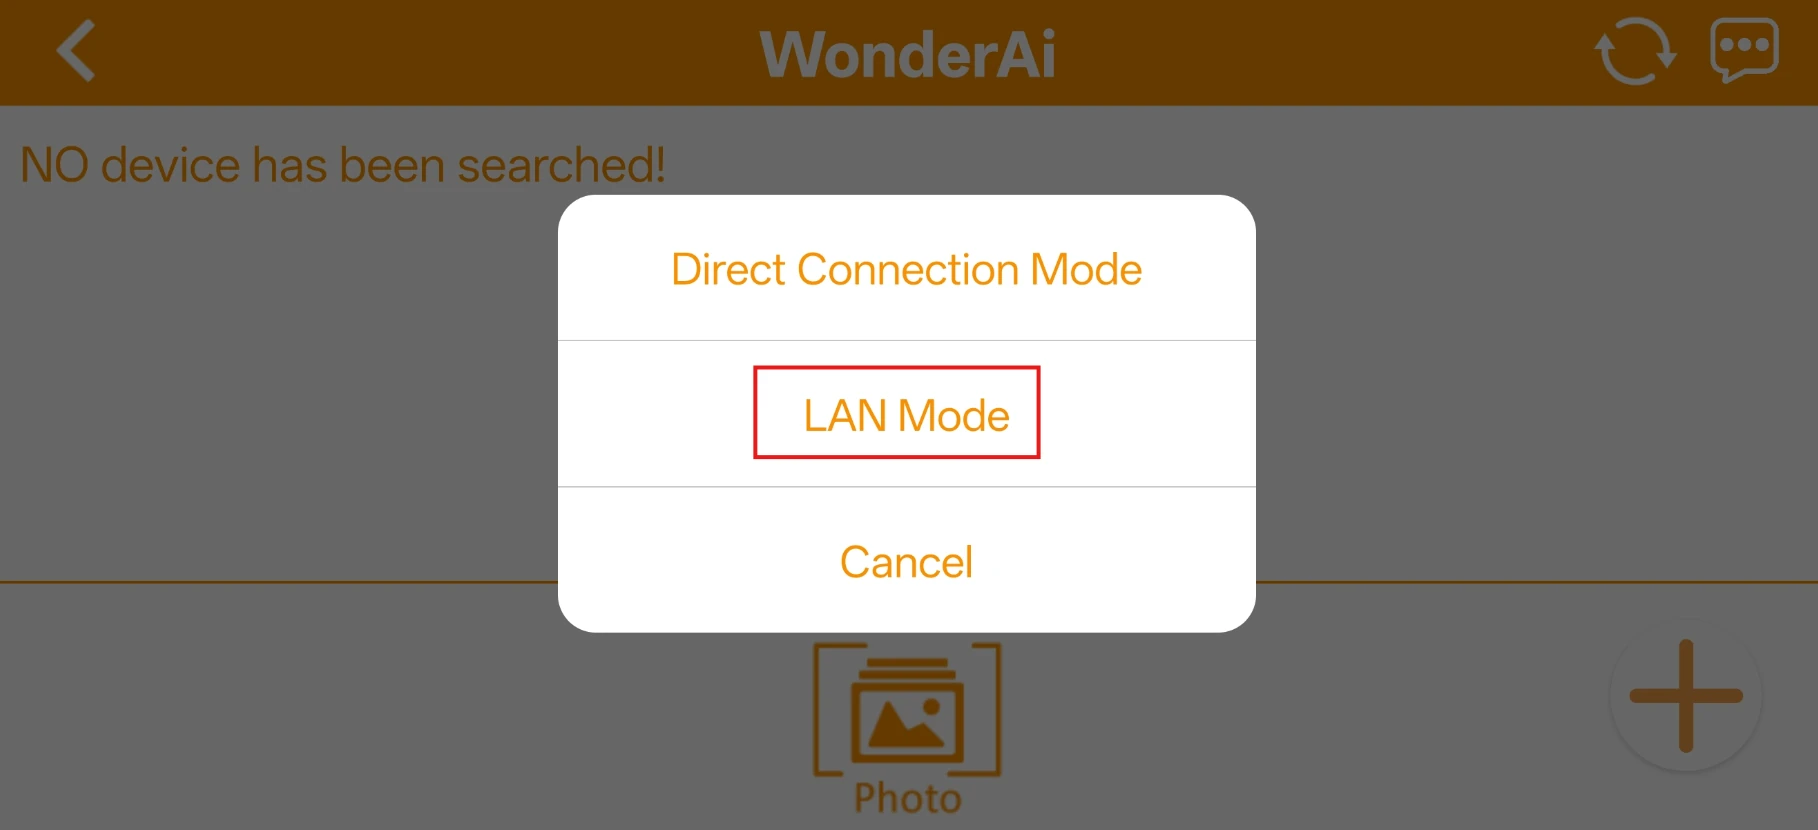 WonderAi
NO device has been searched!
Direct Connection Mode
LAN Mode
Cancel
Photo